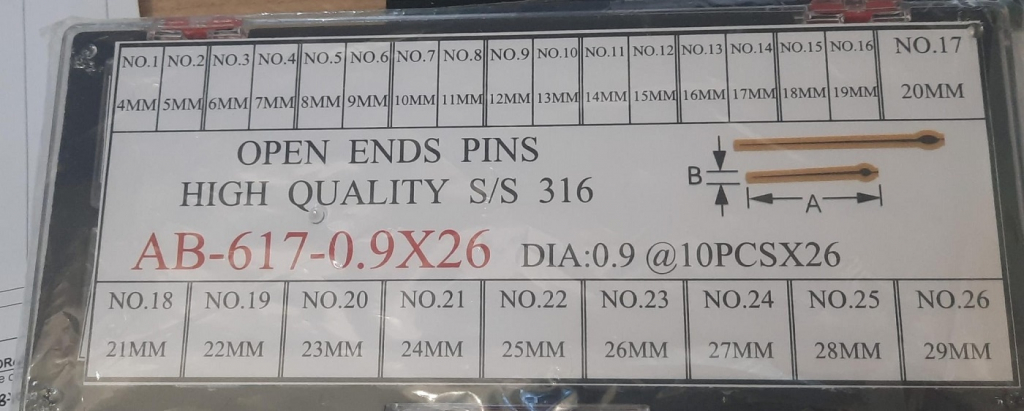 NO.1 NO.2 NO.3 NO.4 NO.5 NO.6 NO.7 NO.8 NO.9 NO.10 NO.11 NO.12 NO.13 NO.14 NO.15 NO.16 NO.17
4MM 5MM 6MM 7MM 8MM 9MM 10MM 11MM 12MM 13MM 14MM 15MM 16MM 17MM 18MM 19MM 20MM
OPEN ENDS PINS
HIGH QUALITY S/S 316
B
A
AB-617-0.9X26 DIA:0.9 @10PCSX26
NO.18 NO.19 NO.20 NO.21 NO.22 NO.23 NO.24 NO.25 NO.26
21MM 22MM 23MM 24MM 25MM 26MM 27MM 28MM 29MM